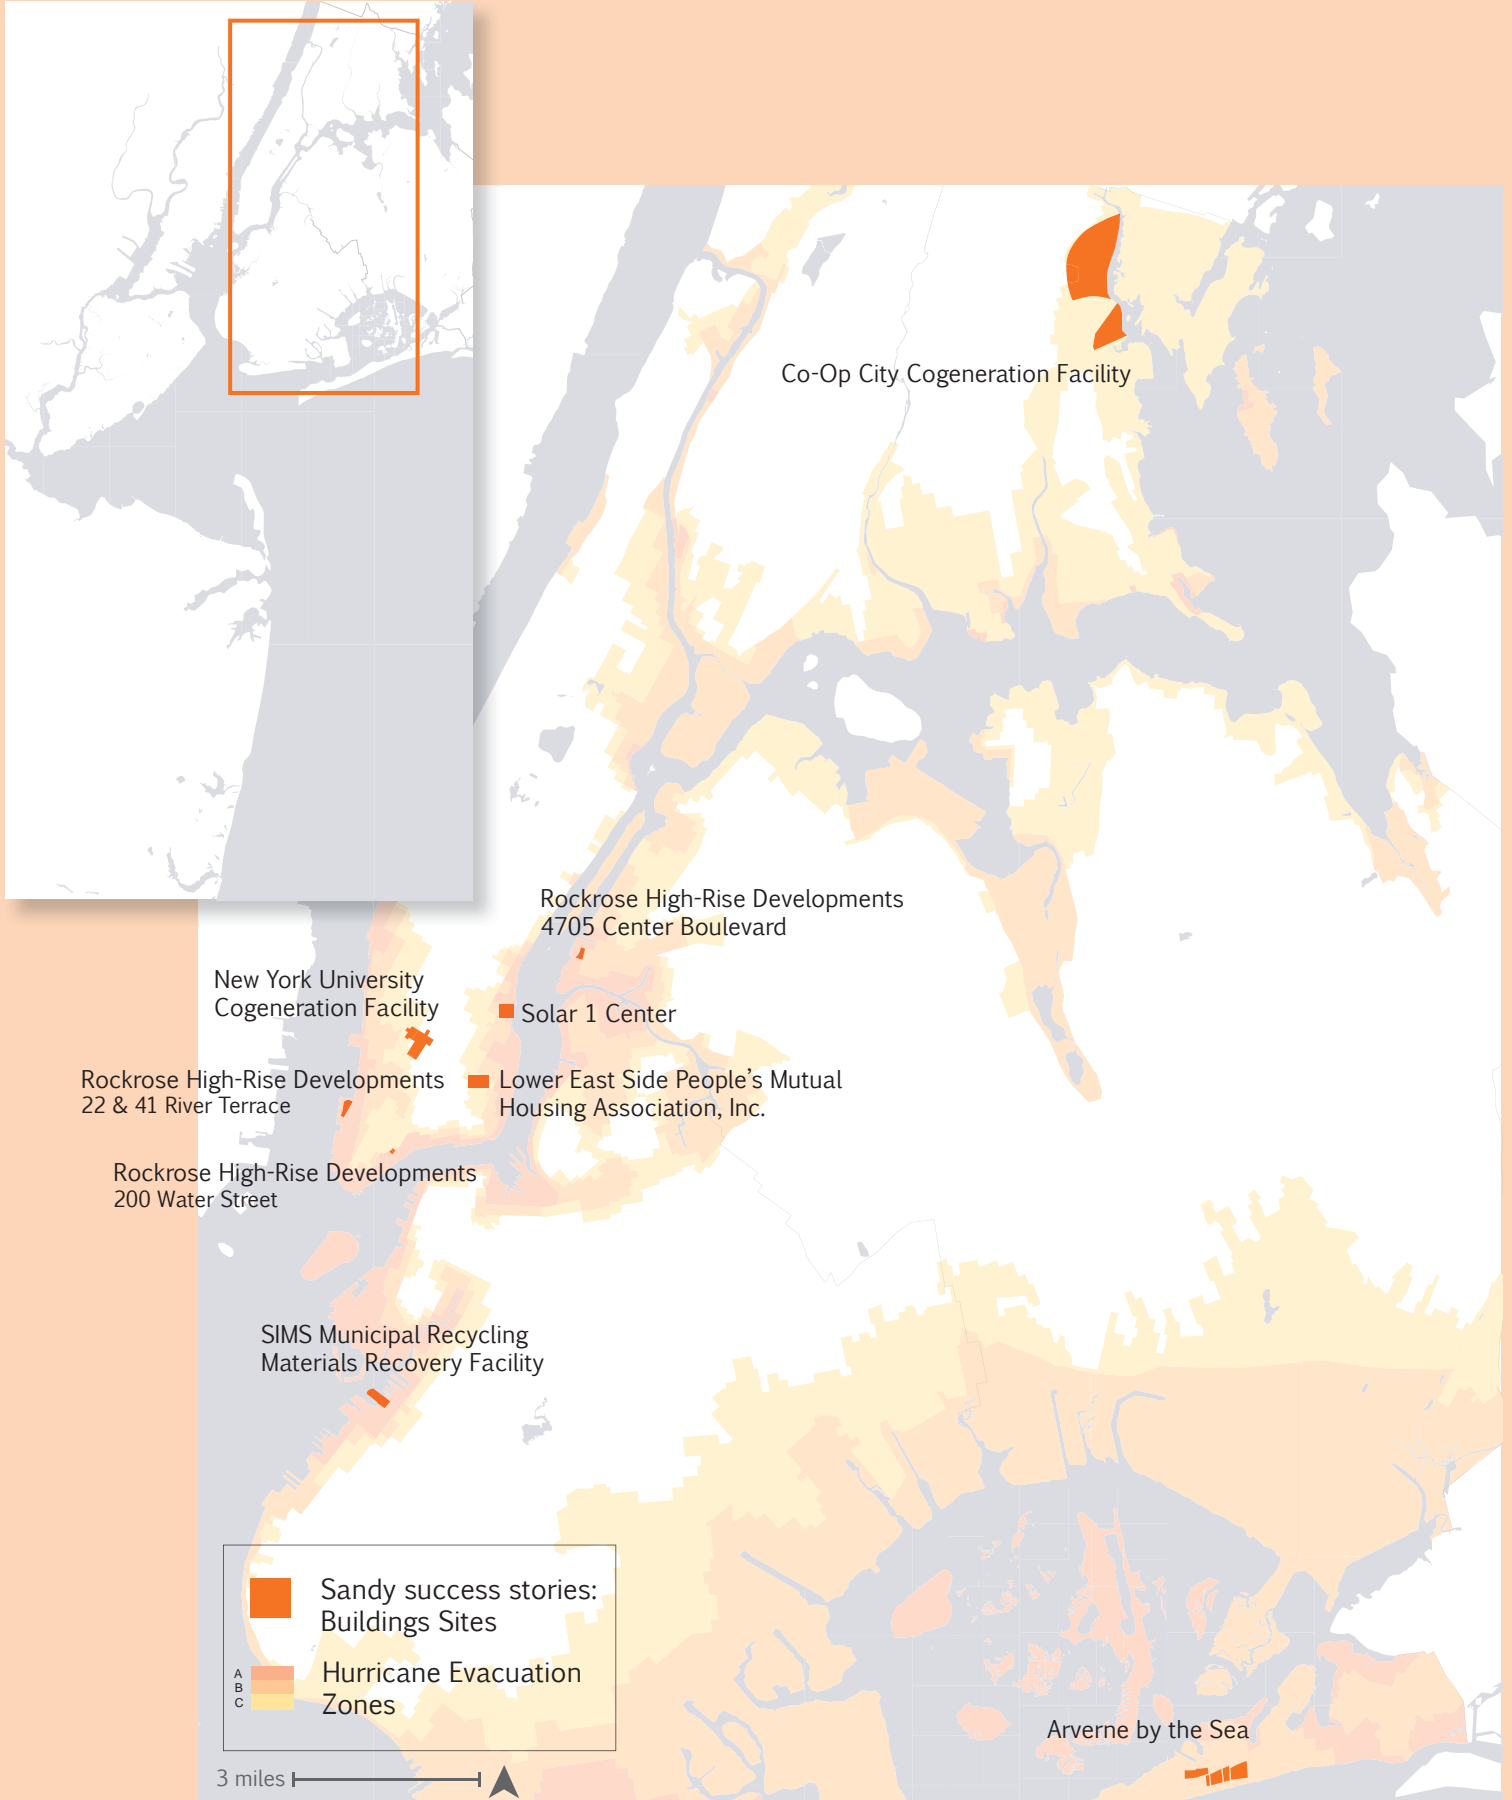 Co-Op City Cogeneration Facility
Rockrose High-Rise Developments
4705 Center Boulevard
New York University
Cogeneration Facility
Solar 1 Center
Rockrose High-Rise Developments
22 & 41 River Terrace
Lower East Side People’s Mutual
Housing Association, Inc.
Rockrose High-Rise Developments
200 Water Street
SIMS Municipal Recycling
Materials Recovery Facility
Sandy success stories:
Buildings Sites
A
B
C
Hurricane Evacuation
Zones
Arverne by the Sea
3 miles